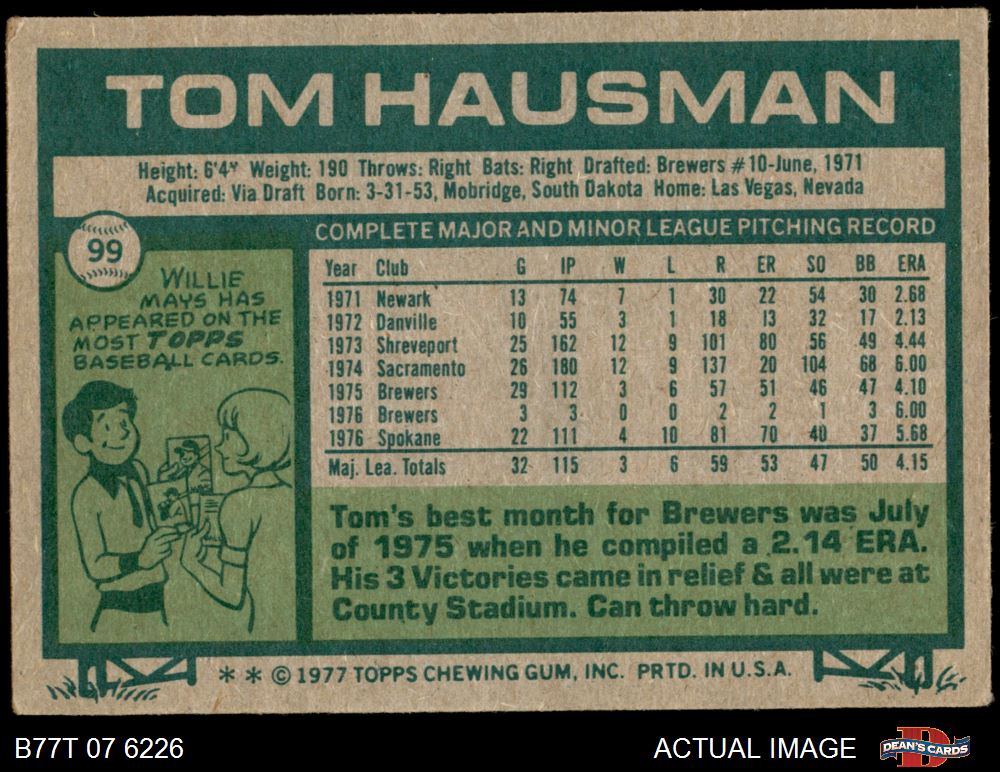 TOM HAUSMAN
Height: 6'4" Weight: 190 Throws: Right Bats: Right Drafted: Brewers #10-June, 1971
Acquired: Via Draft Born: 3-31-53, Mobridge, South Dakota Home: Las Vegas, Nevada
99
WILLIE
MAYS HAS
APPEARED ON THE
MOST TOPPS
BASEBALL CARDS.
COMPLETE MAJOR AND MINOR LEAGUE PITCHING RECORD
Year Club G IP W L R ER SO BB ERA
1971 Newark 13 74 7 1 30 22 54 30 2.68
1972 Danville 10 55 3 1 18 13 32 17 2.13
1973 Shreveport 25 162 12 9 101 80 56 49 4.44
1974 Sacramento 26 180 12 9 137 20 104 68 6.00
1975 Brewers 29 112 3 6 57 51 46 47 4.10
1976 Brewers 3 3 0 0 2 2 1 3 6.00
1976 Spokane 22 111 4 10 81 70 40 37 5.68
Maj. Lea. Totals 32 115 3 6 59 53 47 50 4.15
Tom's best month for Brewers was July
of 1975 when he compiled a 2.14 ERA.
His 3 Victories came in relief & all were at
County Stadium. Can throw hard.
** © 1977 TOPPS CHEWING GUM, INC. PRTD. IN U.S.A.
B77T 07 6226
ACTUAL IMAGE
D
DEAN'S CARDS